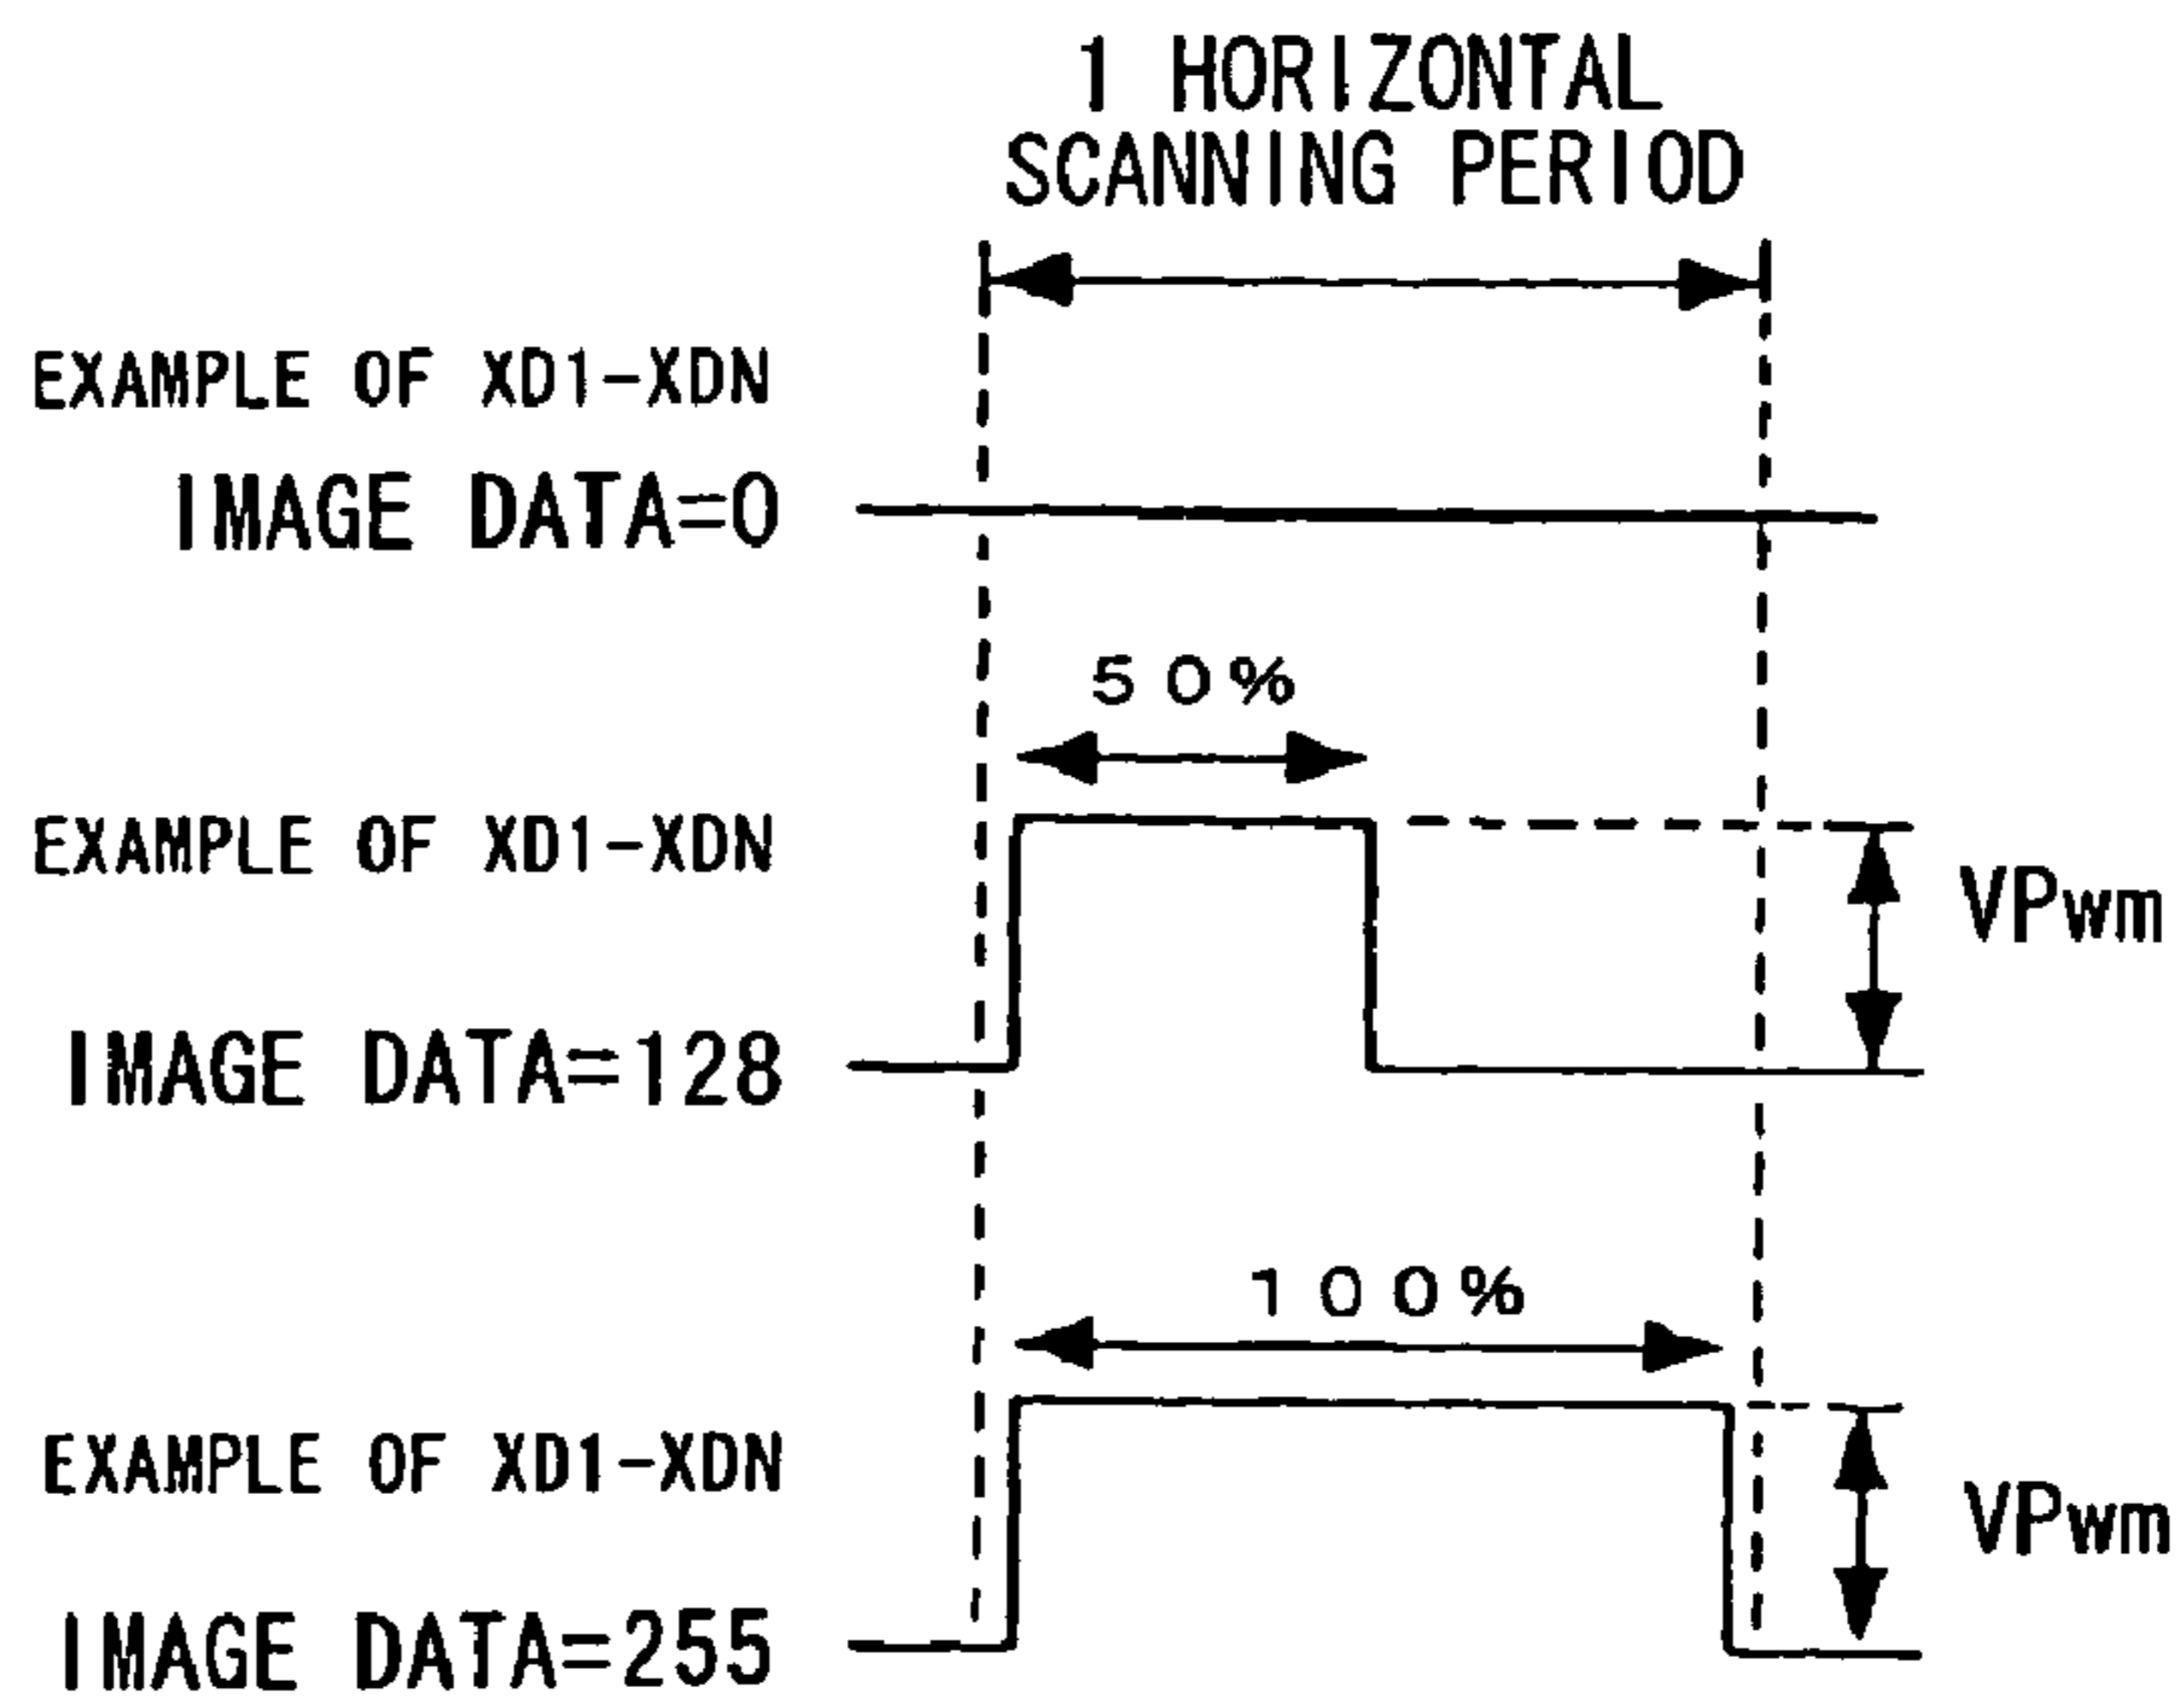 1 HORIZONTAL
SCANNING PERIOD
EXAMPLE OF XD1-XDN
IMAGE DATA=0
50%
EXAMPLE OF XD1-XDN
VPwm
IMAGE DATA=128
100%
EXAMPLE OF XD1-XDN
VPwm
IMAGE DATA=255